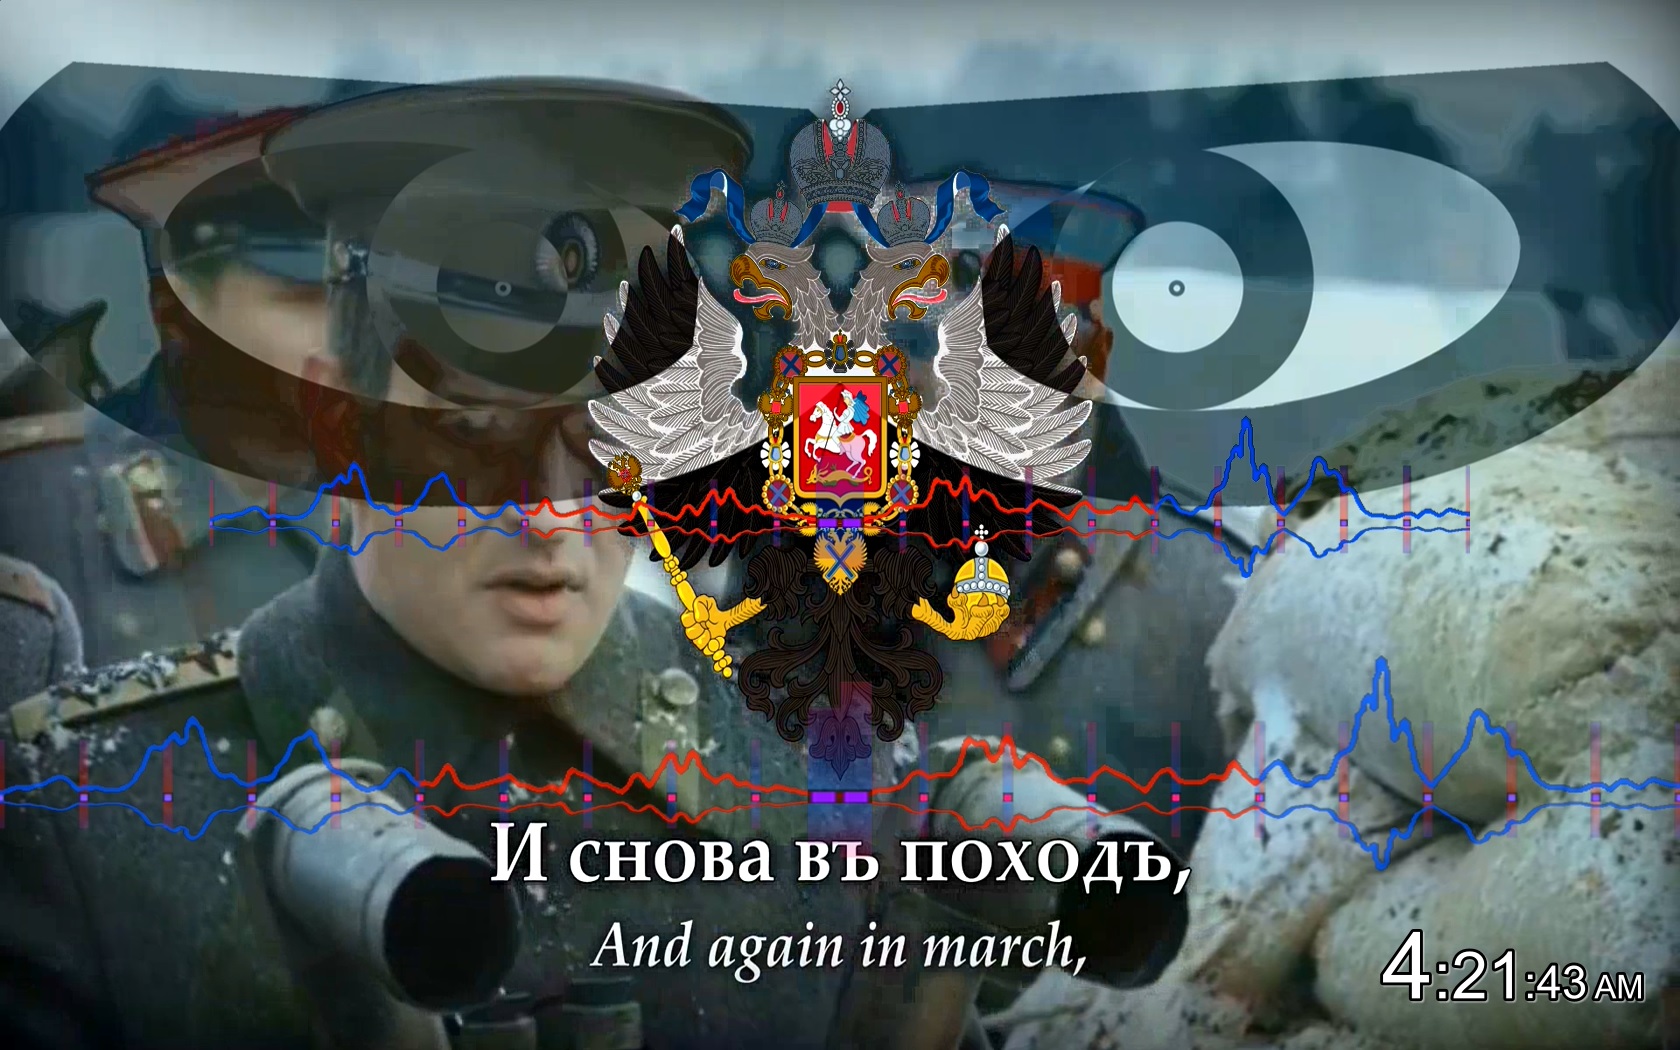 И снова въ походъ,
And again in march,
4:21:43 AM